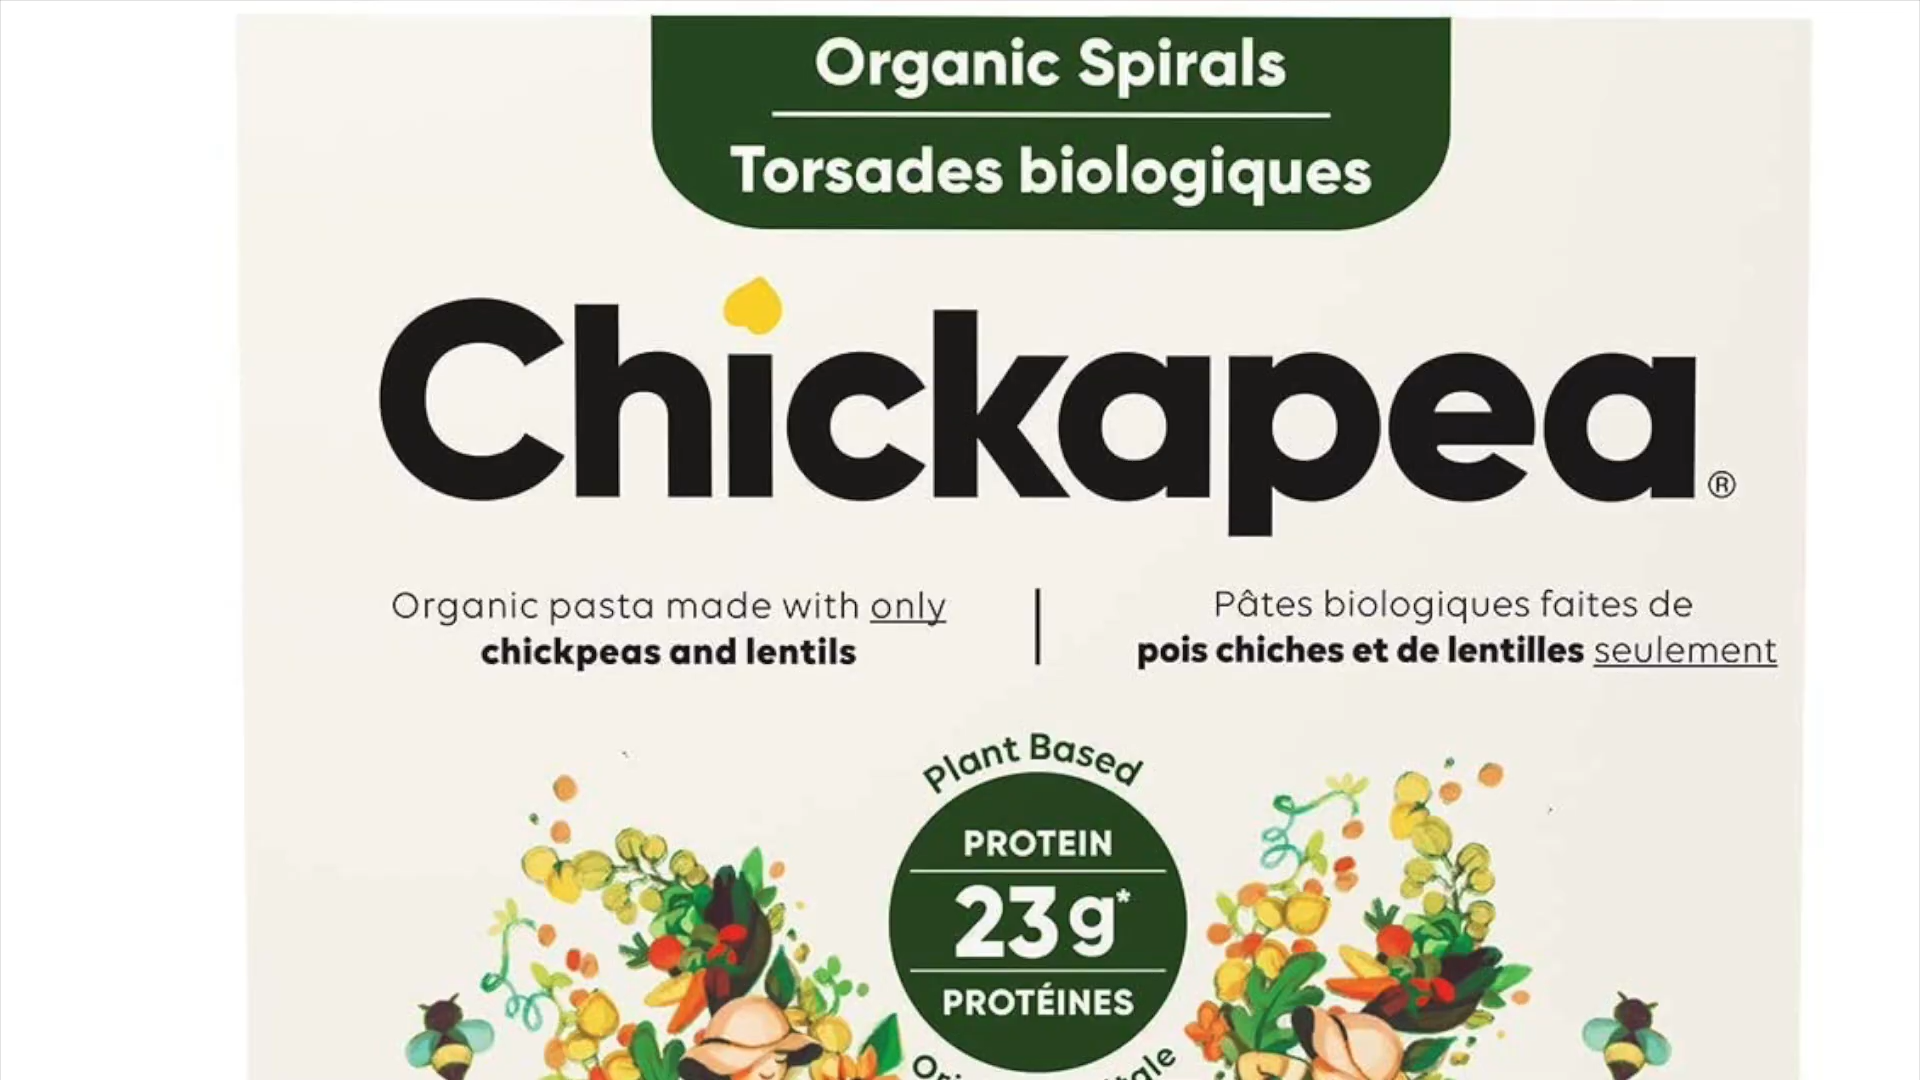 Organic Spirals
Torsades biologiques
Chickapea®
Organic pasta made with only
chickpeas and lentils
Pâtes biologiques faites de
pois chiches et de lentilles seulement
Plant Based
PROTEIN
23g*
PROTÉINES